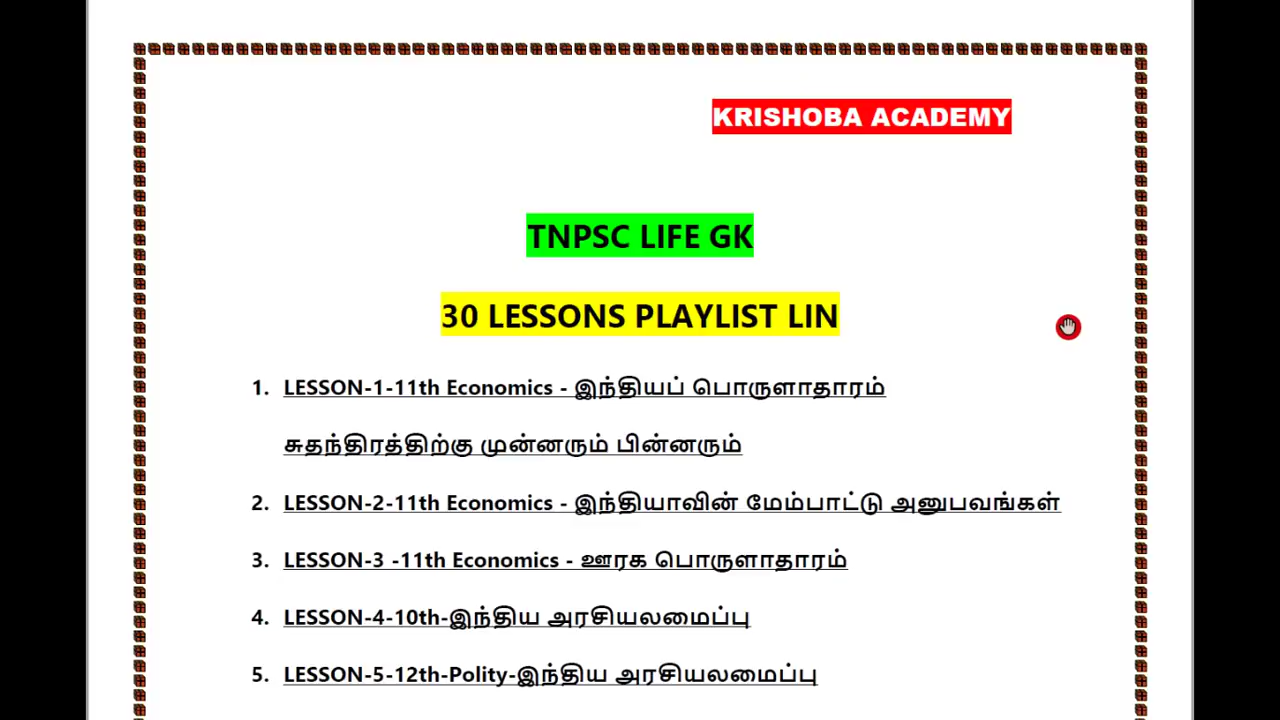 KRISHOBA ACADEMY
TNPSC LIFE GK
30 LESSONS PLAYLIST LIN
1. LESSON-1-11th Economics - இந்தியப் பொருளாதாரம்
சுதந்திரத்திற்கு முன்னரும் பின்னரும்
2. LESSON-2-11th Economics - இந்தியாவின் மேம்பாட்டு அனுபவங்கள்
3. LESSON-3 -11th Economics - ஊரக பொருளாதாரம்
4. LESSON-4-10th-இந்திய அரசியலமைப்பு
5. LESSON-5-12th-Polity-இந்திய அரசியலமைப்பு